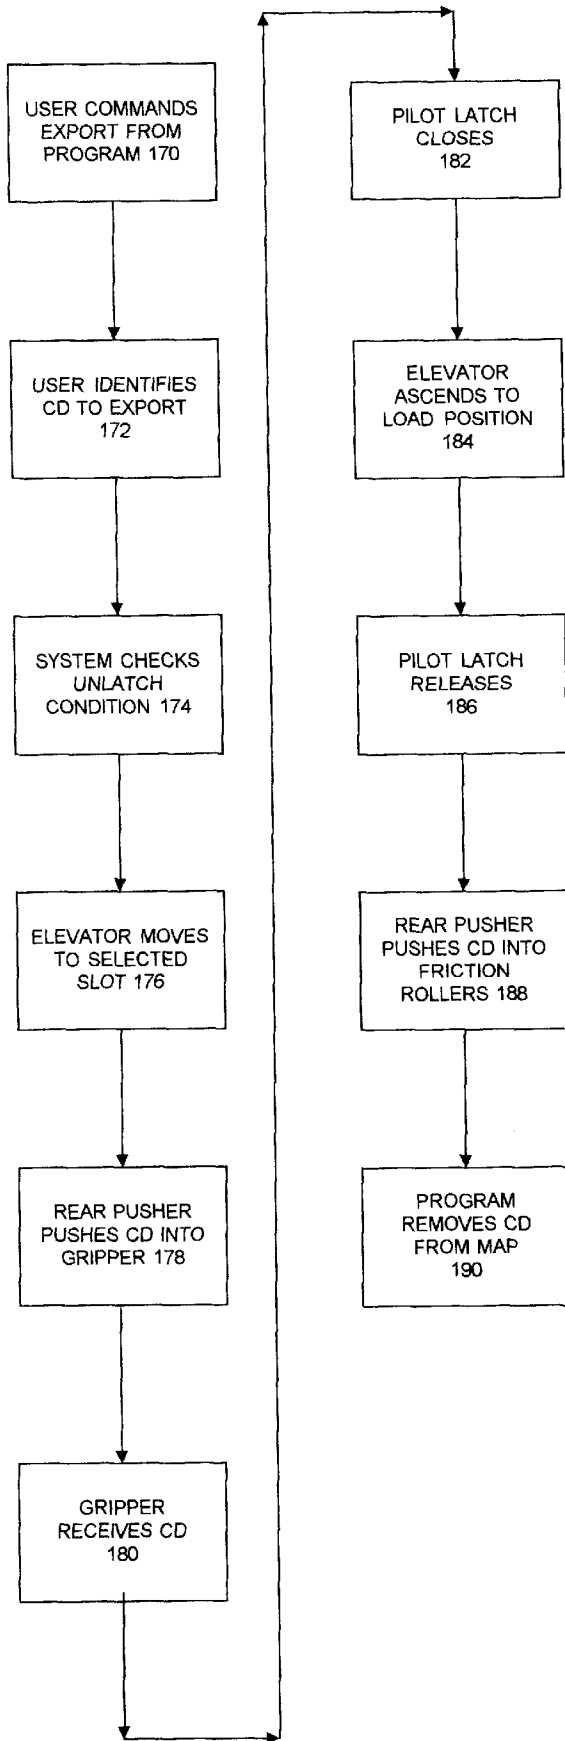 USER COMMANDS
EXPORT FROM
PROGRAM 170
USER IDENTIFIES
CD TO EXPORT
172
SYSTEM CHECKS
UNLATCH
CONDITION 174
ELEVATOR MOVES
TO SELECTED
SLOT 176
REAR PUSHER
PUSHES CD INTO
GRIPPER 178
GRIPPER
RECEIVES CD
180
PILOT LATCH
CLOSES
182
ELEVATOR
ASCENDS TO
LOAD POSITION
184
PILOT LATCH
RELEASES
186
REAR PUSHER
PUSHES CD INTO
FRICTION
ROLLERS 188
PROGRAM
REMOVES CD
FROM MAP
190